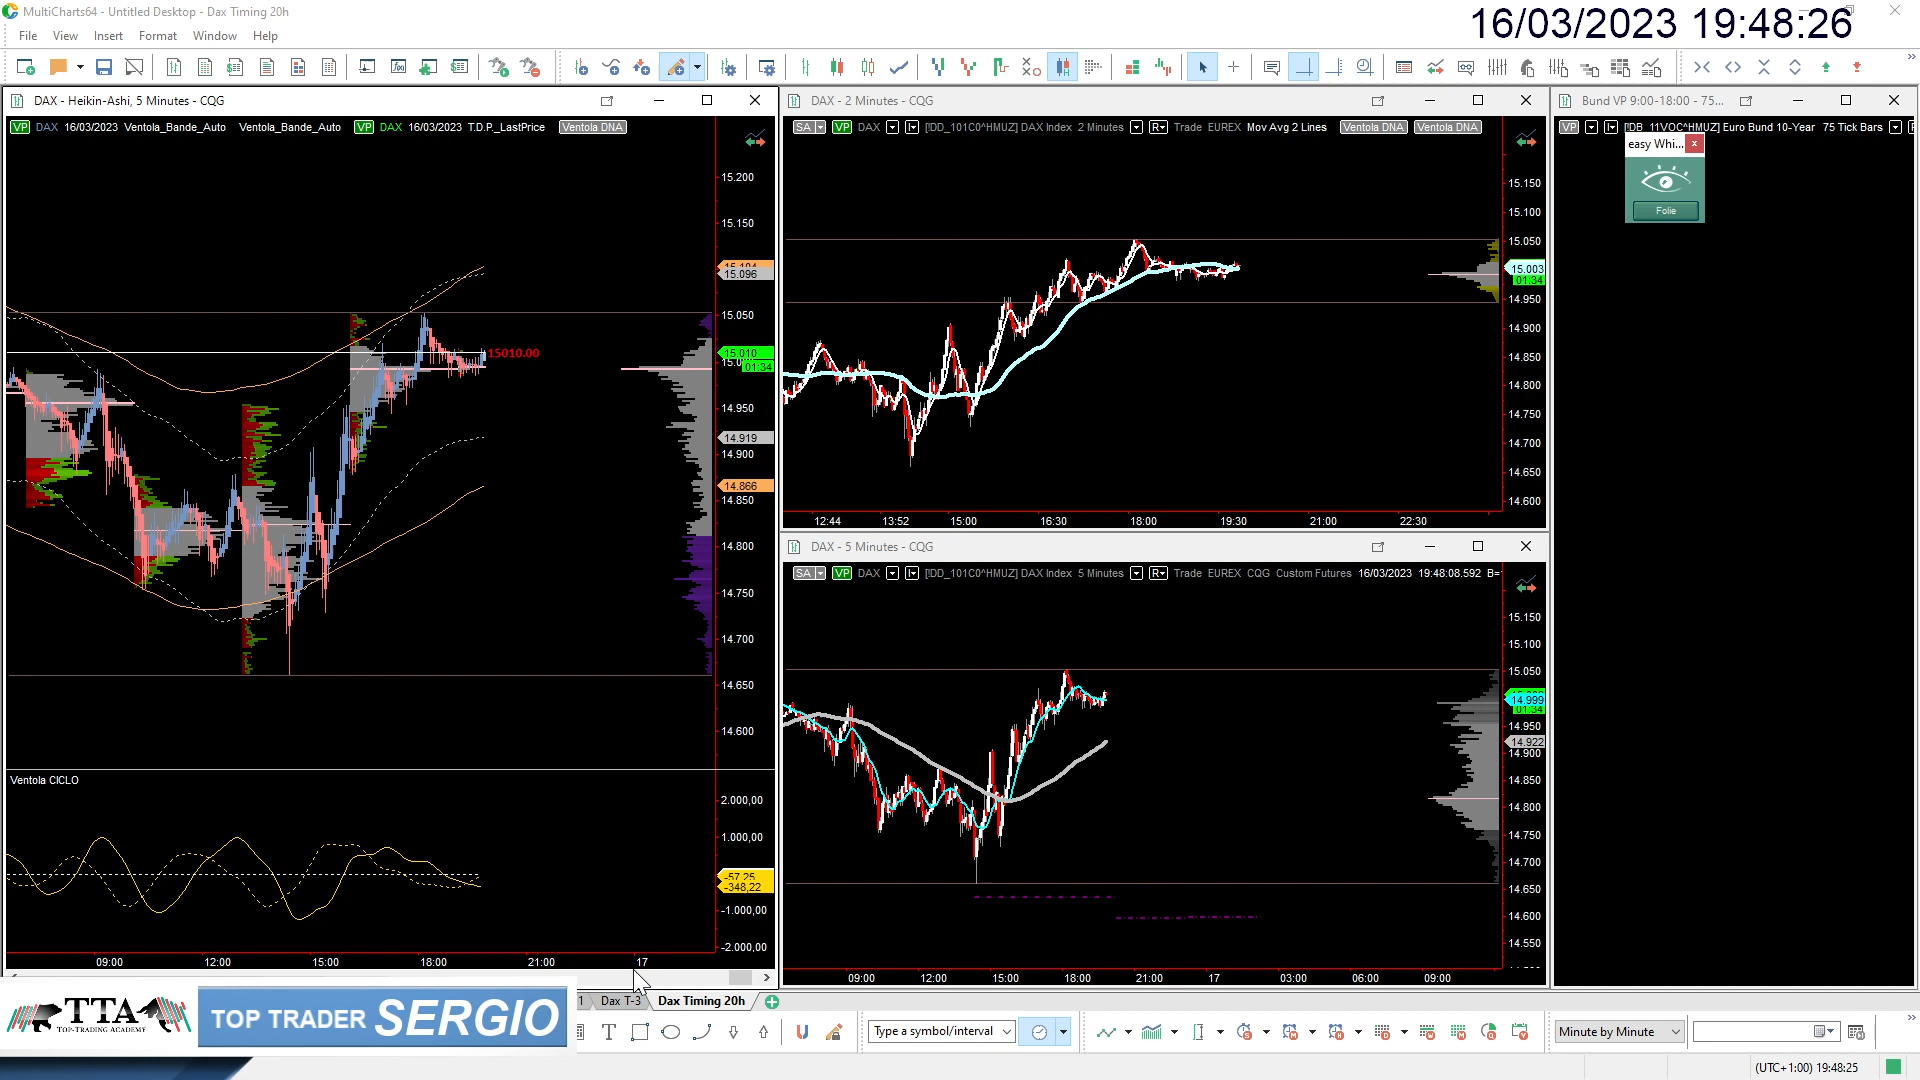 MultiCharts64 - Untitled Desktop - Dax Timing 20h
16/03/2023 19:48:26
File View Insert Format Window Help
DAX - Heikin-Ashi, 5 Minutes - CQG
VP DAX 16/03/2023 Ventola_Bande_Auto Ventola_Bande_Auto VP DAX 16/03/2023 T.D.P._LastPrice Ventola DNA
15.200
15.150
15.096
15.050
15.010
01:34
15010.00
14.950
14.919
14.900
14.866
14.850
14.800
14.750
14.700
14.650
14.600
Ventola CICLO
2.000,00
1.000,00
-57,25
-348,22
-1.000,00
-2.000,00
09:00 12:00 15:00 18:00 21:00 17
DAX - 2 Minutes - CQG
SA VP DAX [!DD_101C0^HMUZ] DAX Index 2 Minutes R Trade EUREX Mov Avg 2 Lines Ventola DNA Ventola DNA
15.150
15.100
15.050
15.003
01:34
14.950
14.900
14.850
14.800
14.750
14.700
14.650
14.600
12:44 13:52 15:00 16:30 18:00 19:30 21:00 22:30
DAX - 5 Minutes - CQG
SA VP DAX [!DD_101C0^HMUZ] DAX Index 5 Minutes R Trade EUREX CQG Custom Futures 16/03/2023 19:48:08.592 B=
15.150
15.100
15.050
14.999
01:34
14.950
14.922
14.900
14.850
14.800
14.750
14.700
14.650
14.600
14.550
09:00 12:00 15:00 18:00 21:00 17 03:00 06:00 09:00
Bund VP 9:00-18:00 - 75...
VP [!DB_11VOC^HMUZ] Euro Bund 10-Year 75 Tick Bars
easy Whi...
Folie
1 Dax T-3 Dax Timing 20h
TTA
TOP-TRADING ACADEMY
TOP TRADER SERGIO
T
Type a symbol/interval
Minute by Minute
(UTC+1:00) 19:48:25